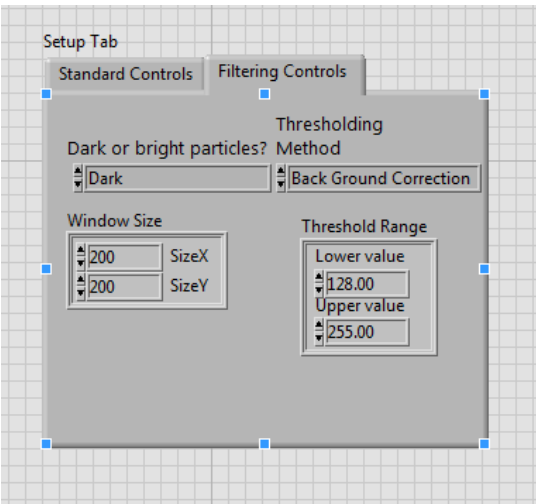 Setup Tab
Standard Controls
Filtering Controls
Dark or bright particles?
Thresholding
Method
Dark
Back Ground Correction
Window Size
200 SizeX
200 SizeY
Threshold Range
Lower value
128.00
Upper value
255.00